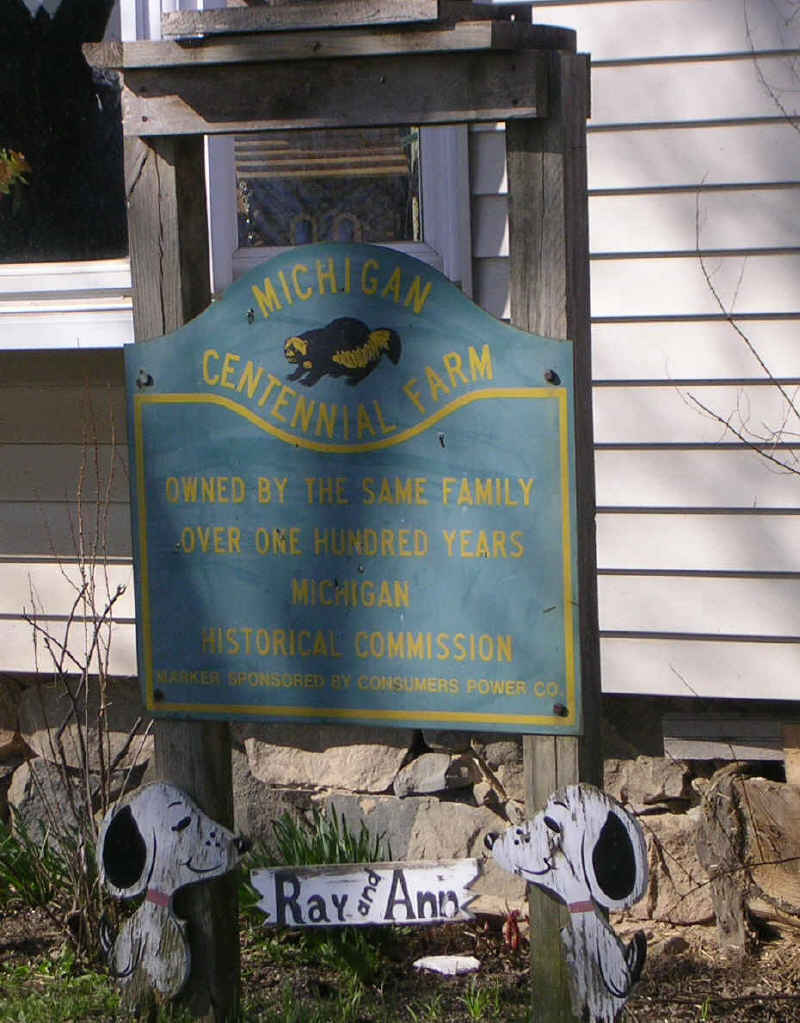 MICHIGAN
CENTENNIAL FARM
OWNED BY THE SAME FAMILY
OVER ONE HUNDRED YEARS
MICHIGAN
HISTORICAL COMMISSION
MARKER SPONSORED BY CONSUMERS POWER CO.
Ray and Ann